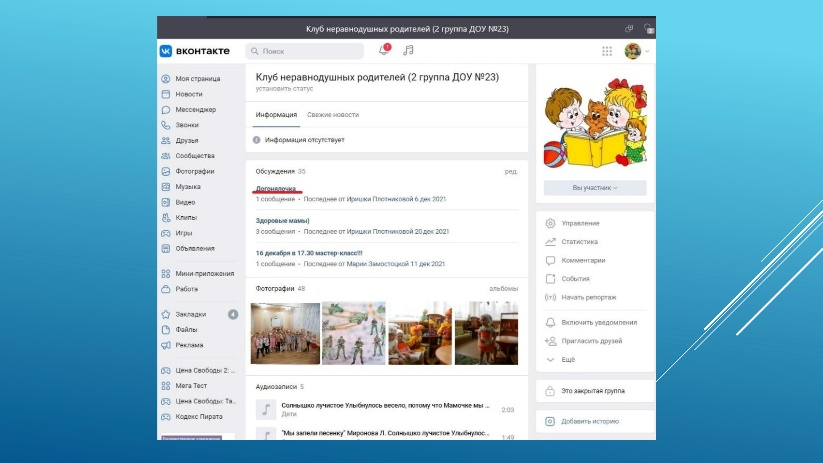 Клуб неравнодушных родителей (2 группа ДОУ №23)
вконтакте
Поиск
Моя страница
Новости
Мессенджер
Звонки
Друзья
Сообщества
Фотографии
Музыка
Видео
Клипы
Игры
Объявления
Мини-приложения
Работа
Закладки 4
Файлы
Реклама
Цена Свободы 2: ...
Мега Тест
Цена Свободы: Та...
Кодекс Пирата
Клуб неравнодушных родителей (2 группа ДОУ №23)
установить статус
Информация Свежие новости
Информация отсутствует
Обсуждения 35 ред.
Догонялочка
1 сообщение • Последнее от Иришки Плотниковой 6 дек 2021
Здоровые мамы)
3 сообщения • Последнее от Иришки Плотниковой 20 дек 2021
16 декабря в 17.30 мастер-класс!!!
1 сообщение • Последнее от Марии Замостоцкой 11 дек 2021
Фотографии 48 альбомы
Аудиозаписи 5
Солнышко лучистое Улыбнулось весело, потому что Мамочке мы ... 2:03
Дети
"Мы запели песенку" Миронова Л. Солнышко лучистое Улыбнулос... 1:49
Вы участник
Управление
Статистика
Комментарии
События
Начать репортаж
Включить уведомления
Пригласить друзей
Ещё
Это закрытая группа
Добавить историю